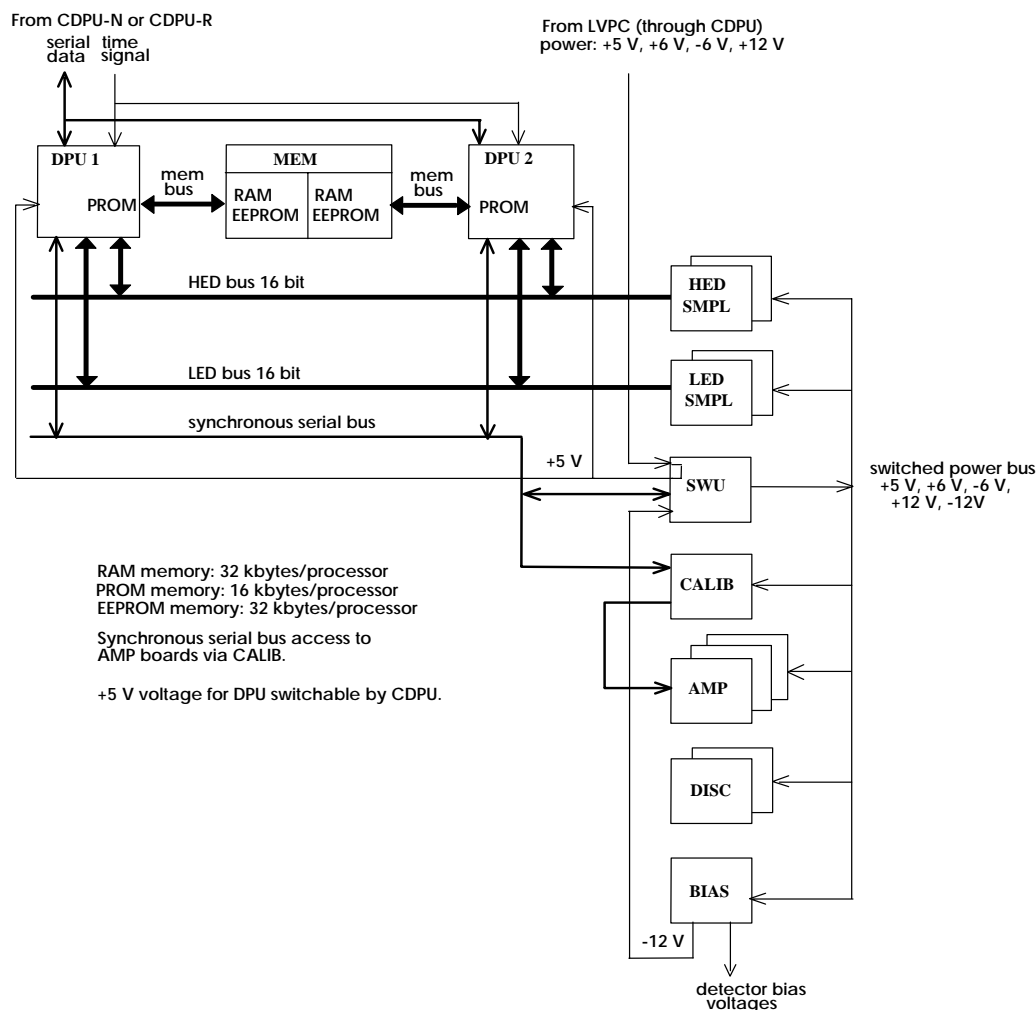 From CDPU-N or CDPU-R
serial time
data signal
From LVPC (through CDPU)
power: +5 V, +6 V, -6 V, +12 V
DPU 1
PROM
mem
bus
MEM
RAM
EEPROM
RAM
EEPROM
mem
bus
DPU 2
PROM
HED bus 16 bit
HED
SMPL
LED bus 16 bit
LED
SMPL
synchronous serial bus
+5 V
SWU
switched power bus
+5 V, +6 V, -6 V,
+12 V, -12V
RAM memory: 32 kbytes/processor
PROM memory: 16 kbytes/processor
EEPROM memory: 32 kbytes/processor
Synchronous serial bus access to
AMP boards via CALIB.
+5 V voltage for DPU switchable by CDPU.
CALIB
AMP
DISC
BIAS
-12 V
detector bias
voltages